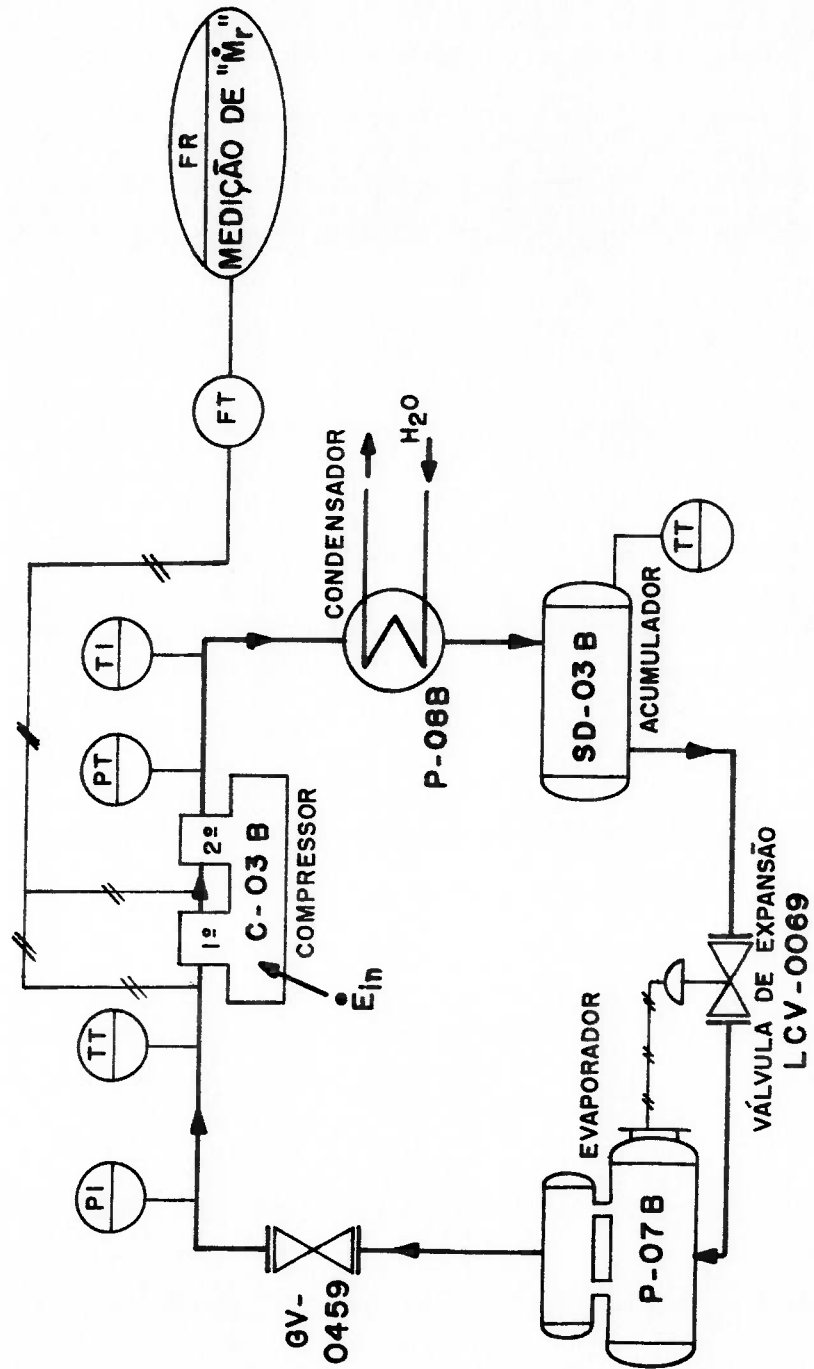 FR
MEDIÇÃO DE "Ṁr"
FT
TI
PT
TT
PI
1º
2º
C-03 B
COMPRESSOR
Ėin
CONDENSADOR
H2O
P-08B
TT
SD-03 B
ACUMULADOR
GV-
0459
EVAPORADOR
P-07 B
VÁLVULA DE EXPANSÃO
LCV-0069